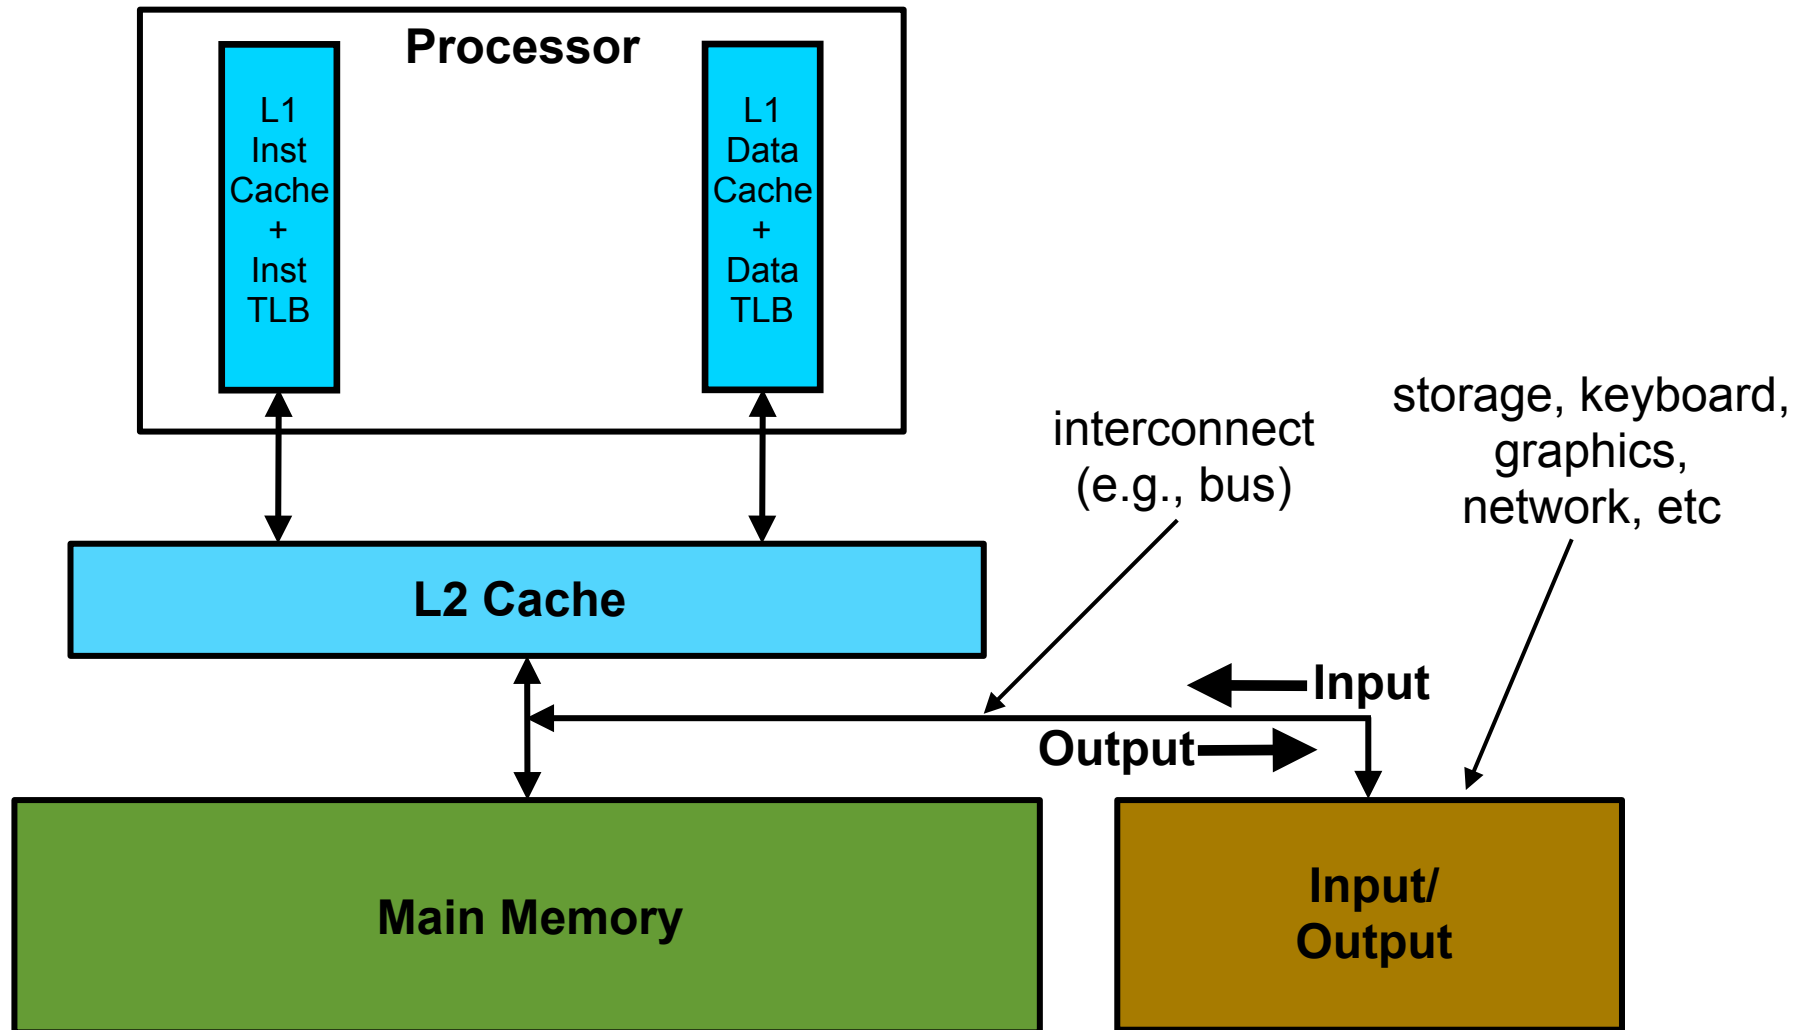 Processor
L1
Inst
Cache
+
Inst
TLB
L1
Data
Cache
+
Data
TLB
interconnect
(e.g., bus)
storage, keyboard,
graphics,
network, etc
L2 Cache
Input
Output
Main Memory
Input/
Output